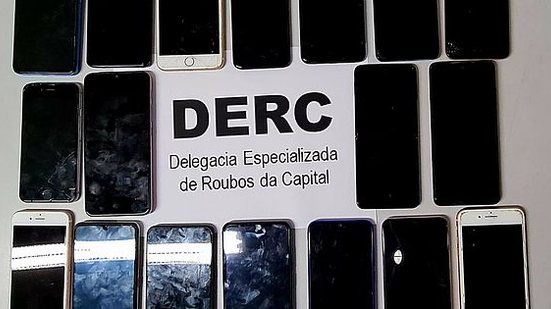 DERC
Delegacia Especializada
de Roubos da Capital